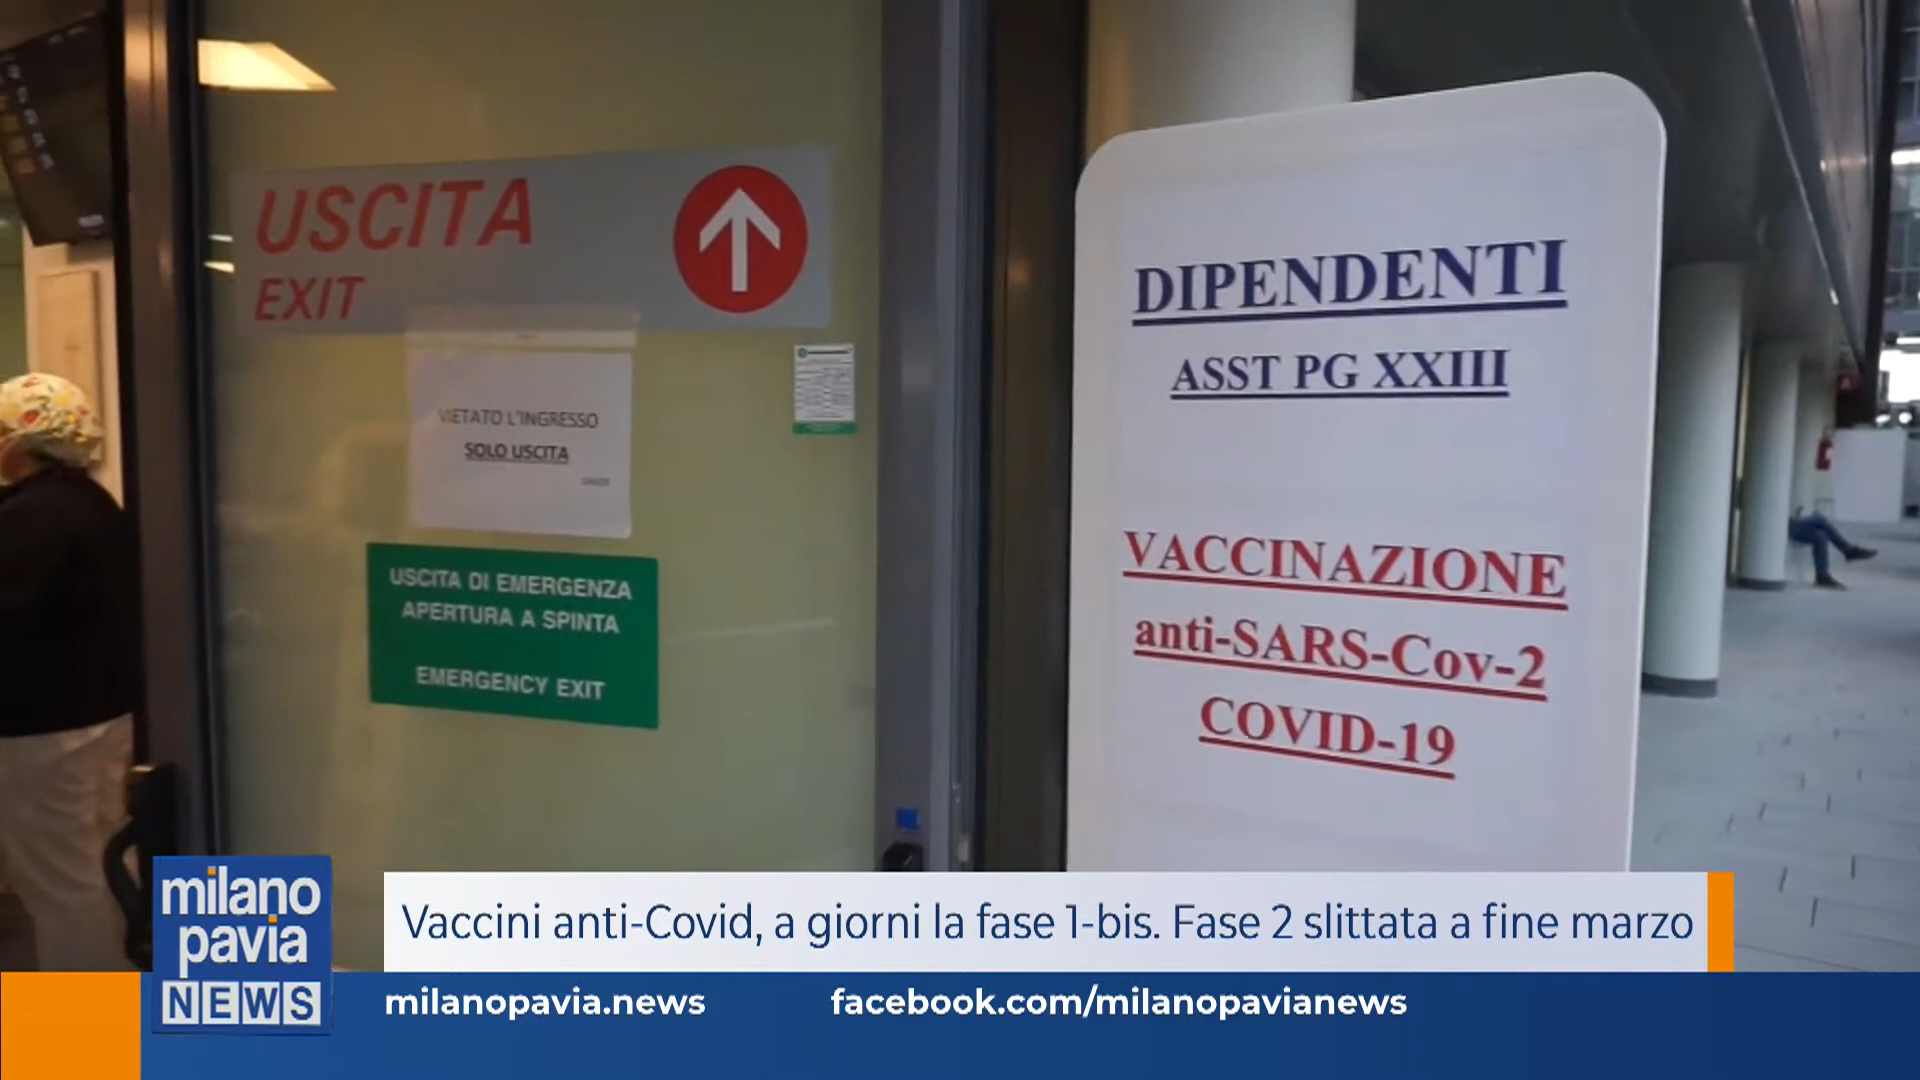 USCITA
EXIT
VIETATO L'INGRESSO
SOLO USCITA
GRAZIE
USCITA DI EMERGENZA
APERTURA A SPINTA
EMERGENCY EXIT
DIPENDENTI
ASST PG XXIII
VACCINAZIONE
anti-SARS-Cov-2
COVID-19
milano
pavia
NEWS
Vaccini anti-Covid, a giorni la fase 1-bis. Fase 2 slittata a fine marzo
milanopavia.news
facebook.com/milanopavianews